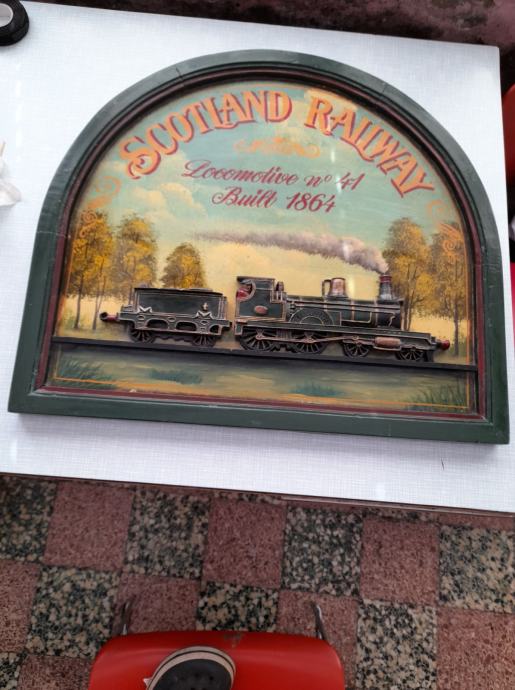 SCOTLAND RAILWAY
Locomotive nº 41
Built 1864